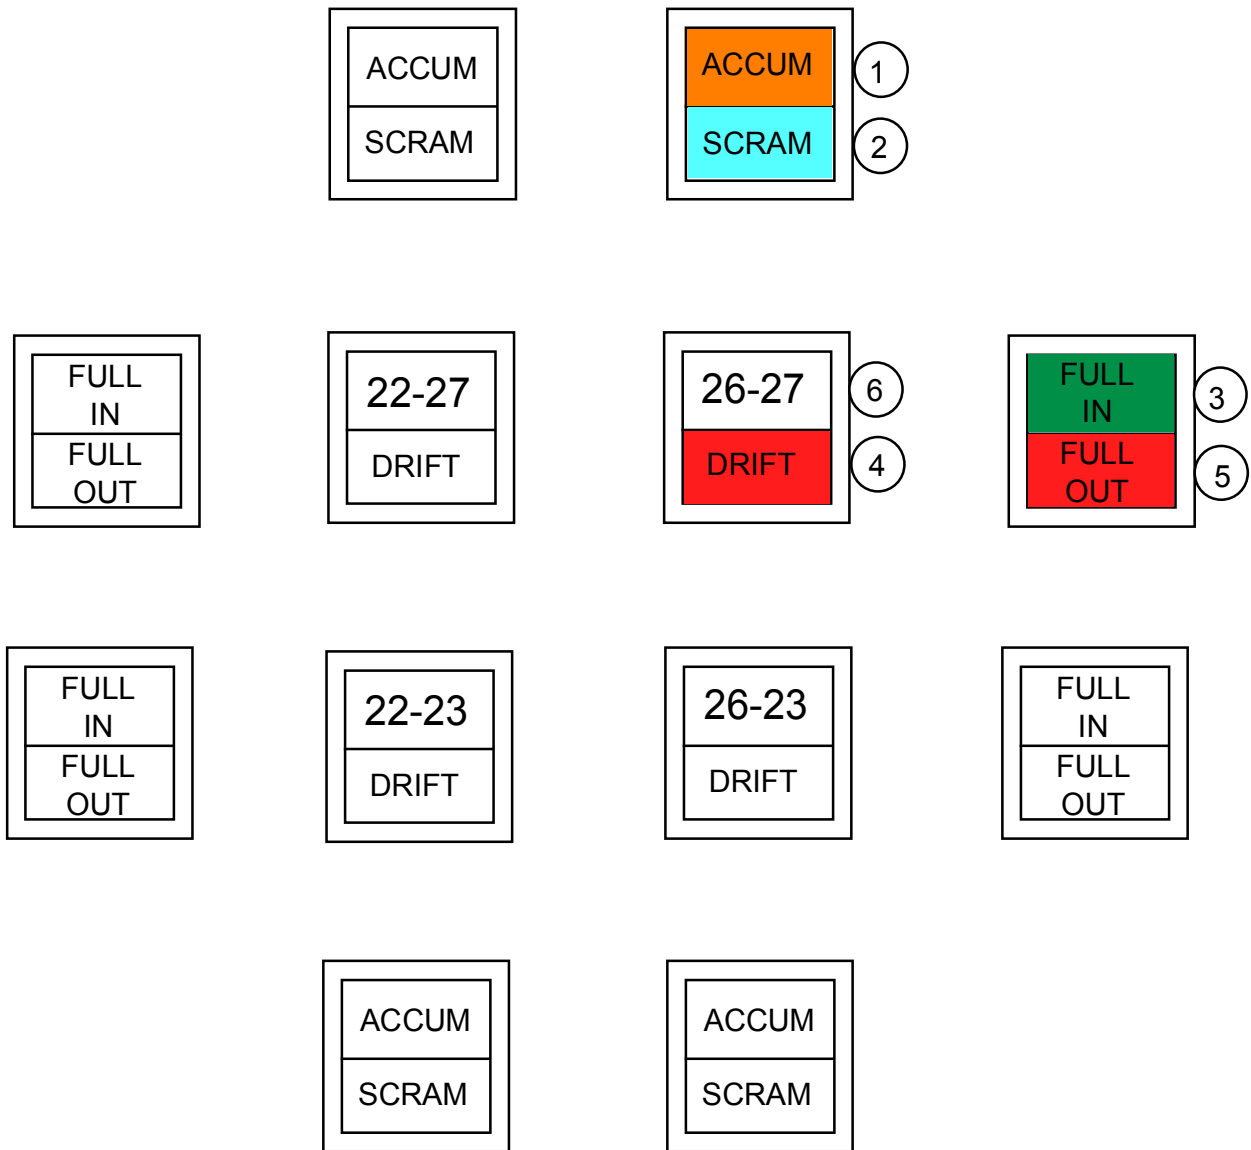 ACCUM
SCRAM
ACCUM
SCRAM
1
2
FULL
IN
FULL
OUT
22-27
DRIFT
26-27
DRIFT
6
4
FULL
IN
FULL
OUT
3
5
FULL
IN
FULL
OUT
22-23
DRIFT
26-23
DRIFT
FULL
IN
FULL
OUT
ACCUM
SCRAM
ACCUM
SCRAM